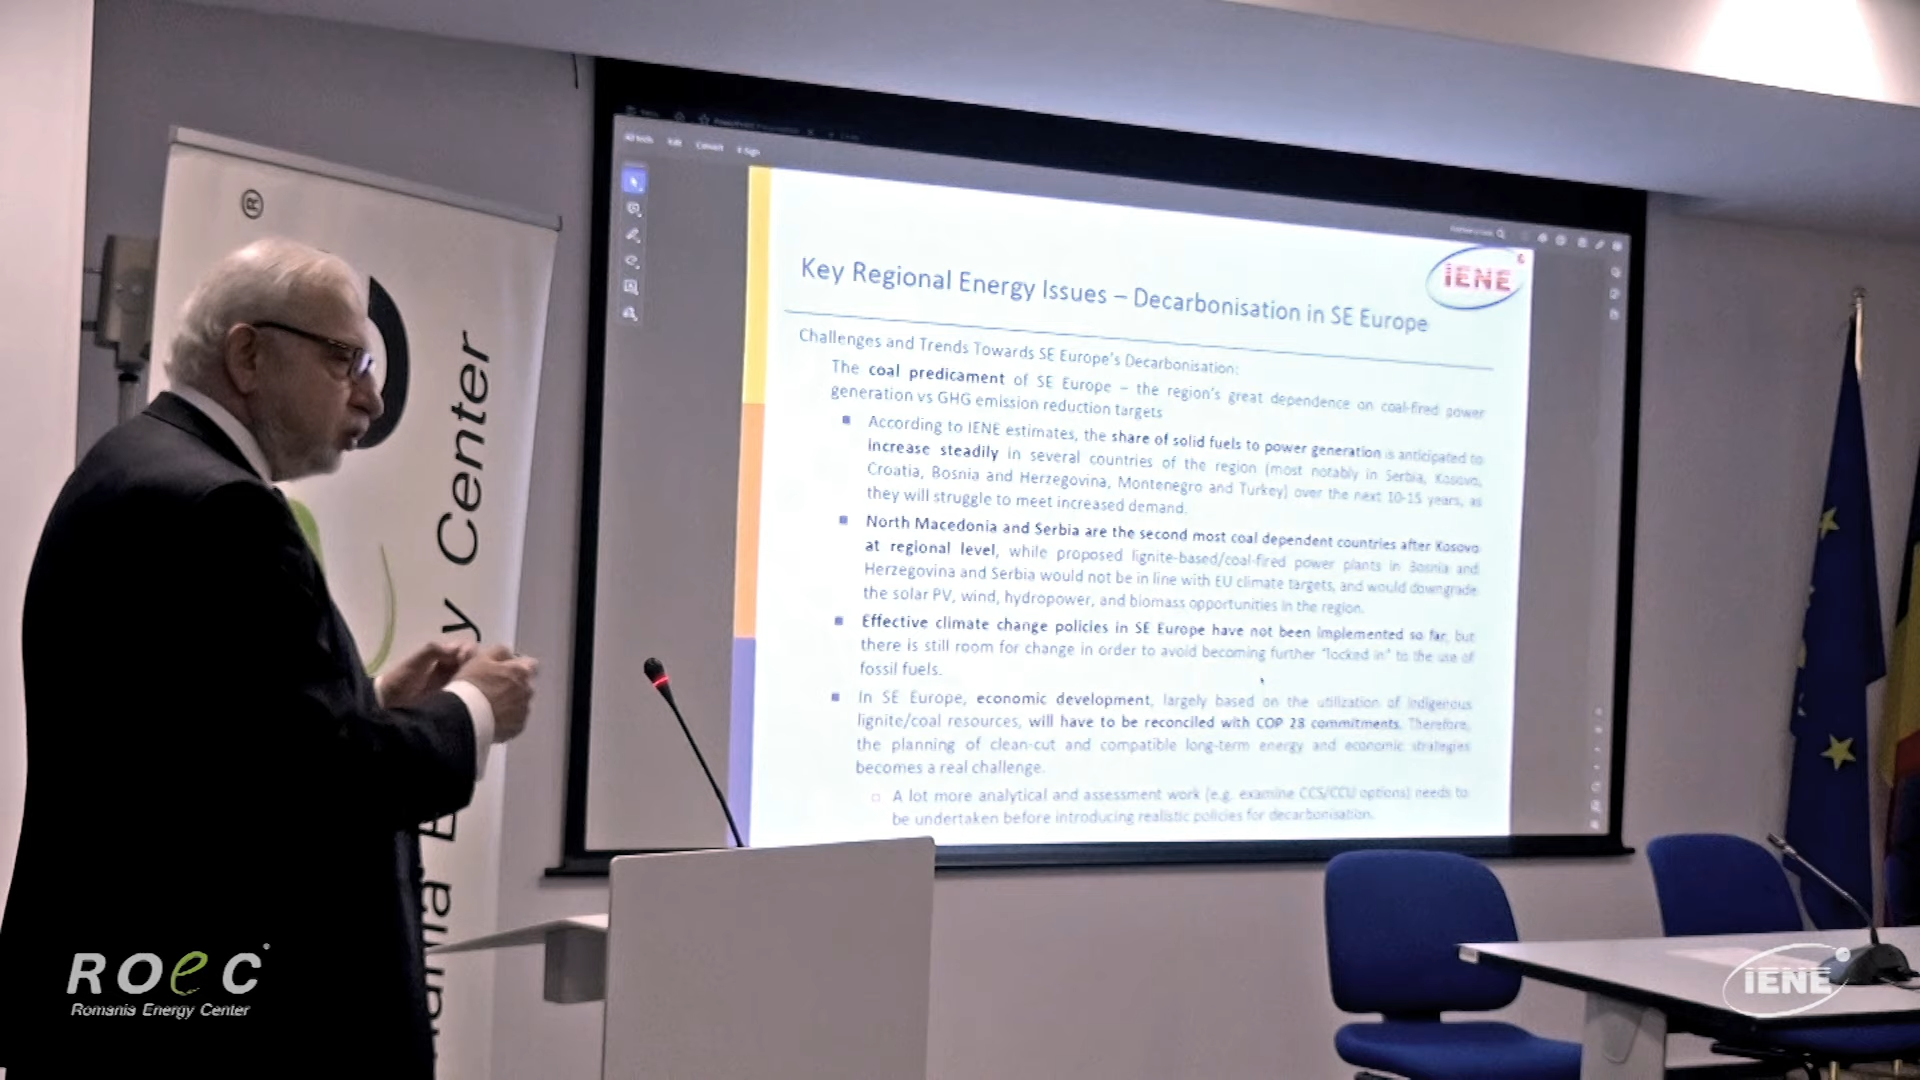 ®
Romania Energy Center
Convert
E-Sign
IENE
6
Key Regional Energy Issues – Decarbonisation in SE Europe
Challenges and Trends Towards SE Europe's Decarbonisation:
The coal predicament of SE Europe – the region's great dependence on coal-fired power
generation vs GHG emission reduction targets
According to IENE estimates, the share of solid fuels to power generation is anticipated to
increase steadily in several countries of the region (most notably in Serbia, Kosovo,
Croatia, Bosnia and Herzegovina, Montenegro and Turkey) over the next 10-15 years, as
they will struggle to meet increased demand.
North Macedonia and Serbia are the second most coal dependent countries after Kosovo
at regional level, while proposed lignite-based/coal-fired power plants in Bosnia and
Herzegovina and Serbia would not be in line with EU climate targets, and would downgrade
the solar PV, wind, hydropower, and biomass opportunities in the region.
Effective climate change policies in SE Europe have not been implemented so far, but
there is still room for change in order to avoid becoming further "locked in" to the use of
fossil fuels.
In SE Europe, economic development, largely based on the utilization of indigenous
lignite/coal resources, will have to be reconciled with COP 28 commitments. Therefore,
the planning of clean-cut and compatible long-term energy and economic strategies
becomes a real challenge.
A lot more analytical and assessment work (e.g. examine CCS/CCU options) needs to
be undertaken before introducing realistic policies for decarbonisation.
ROeC
Romania Energy Center
IENE